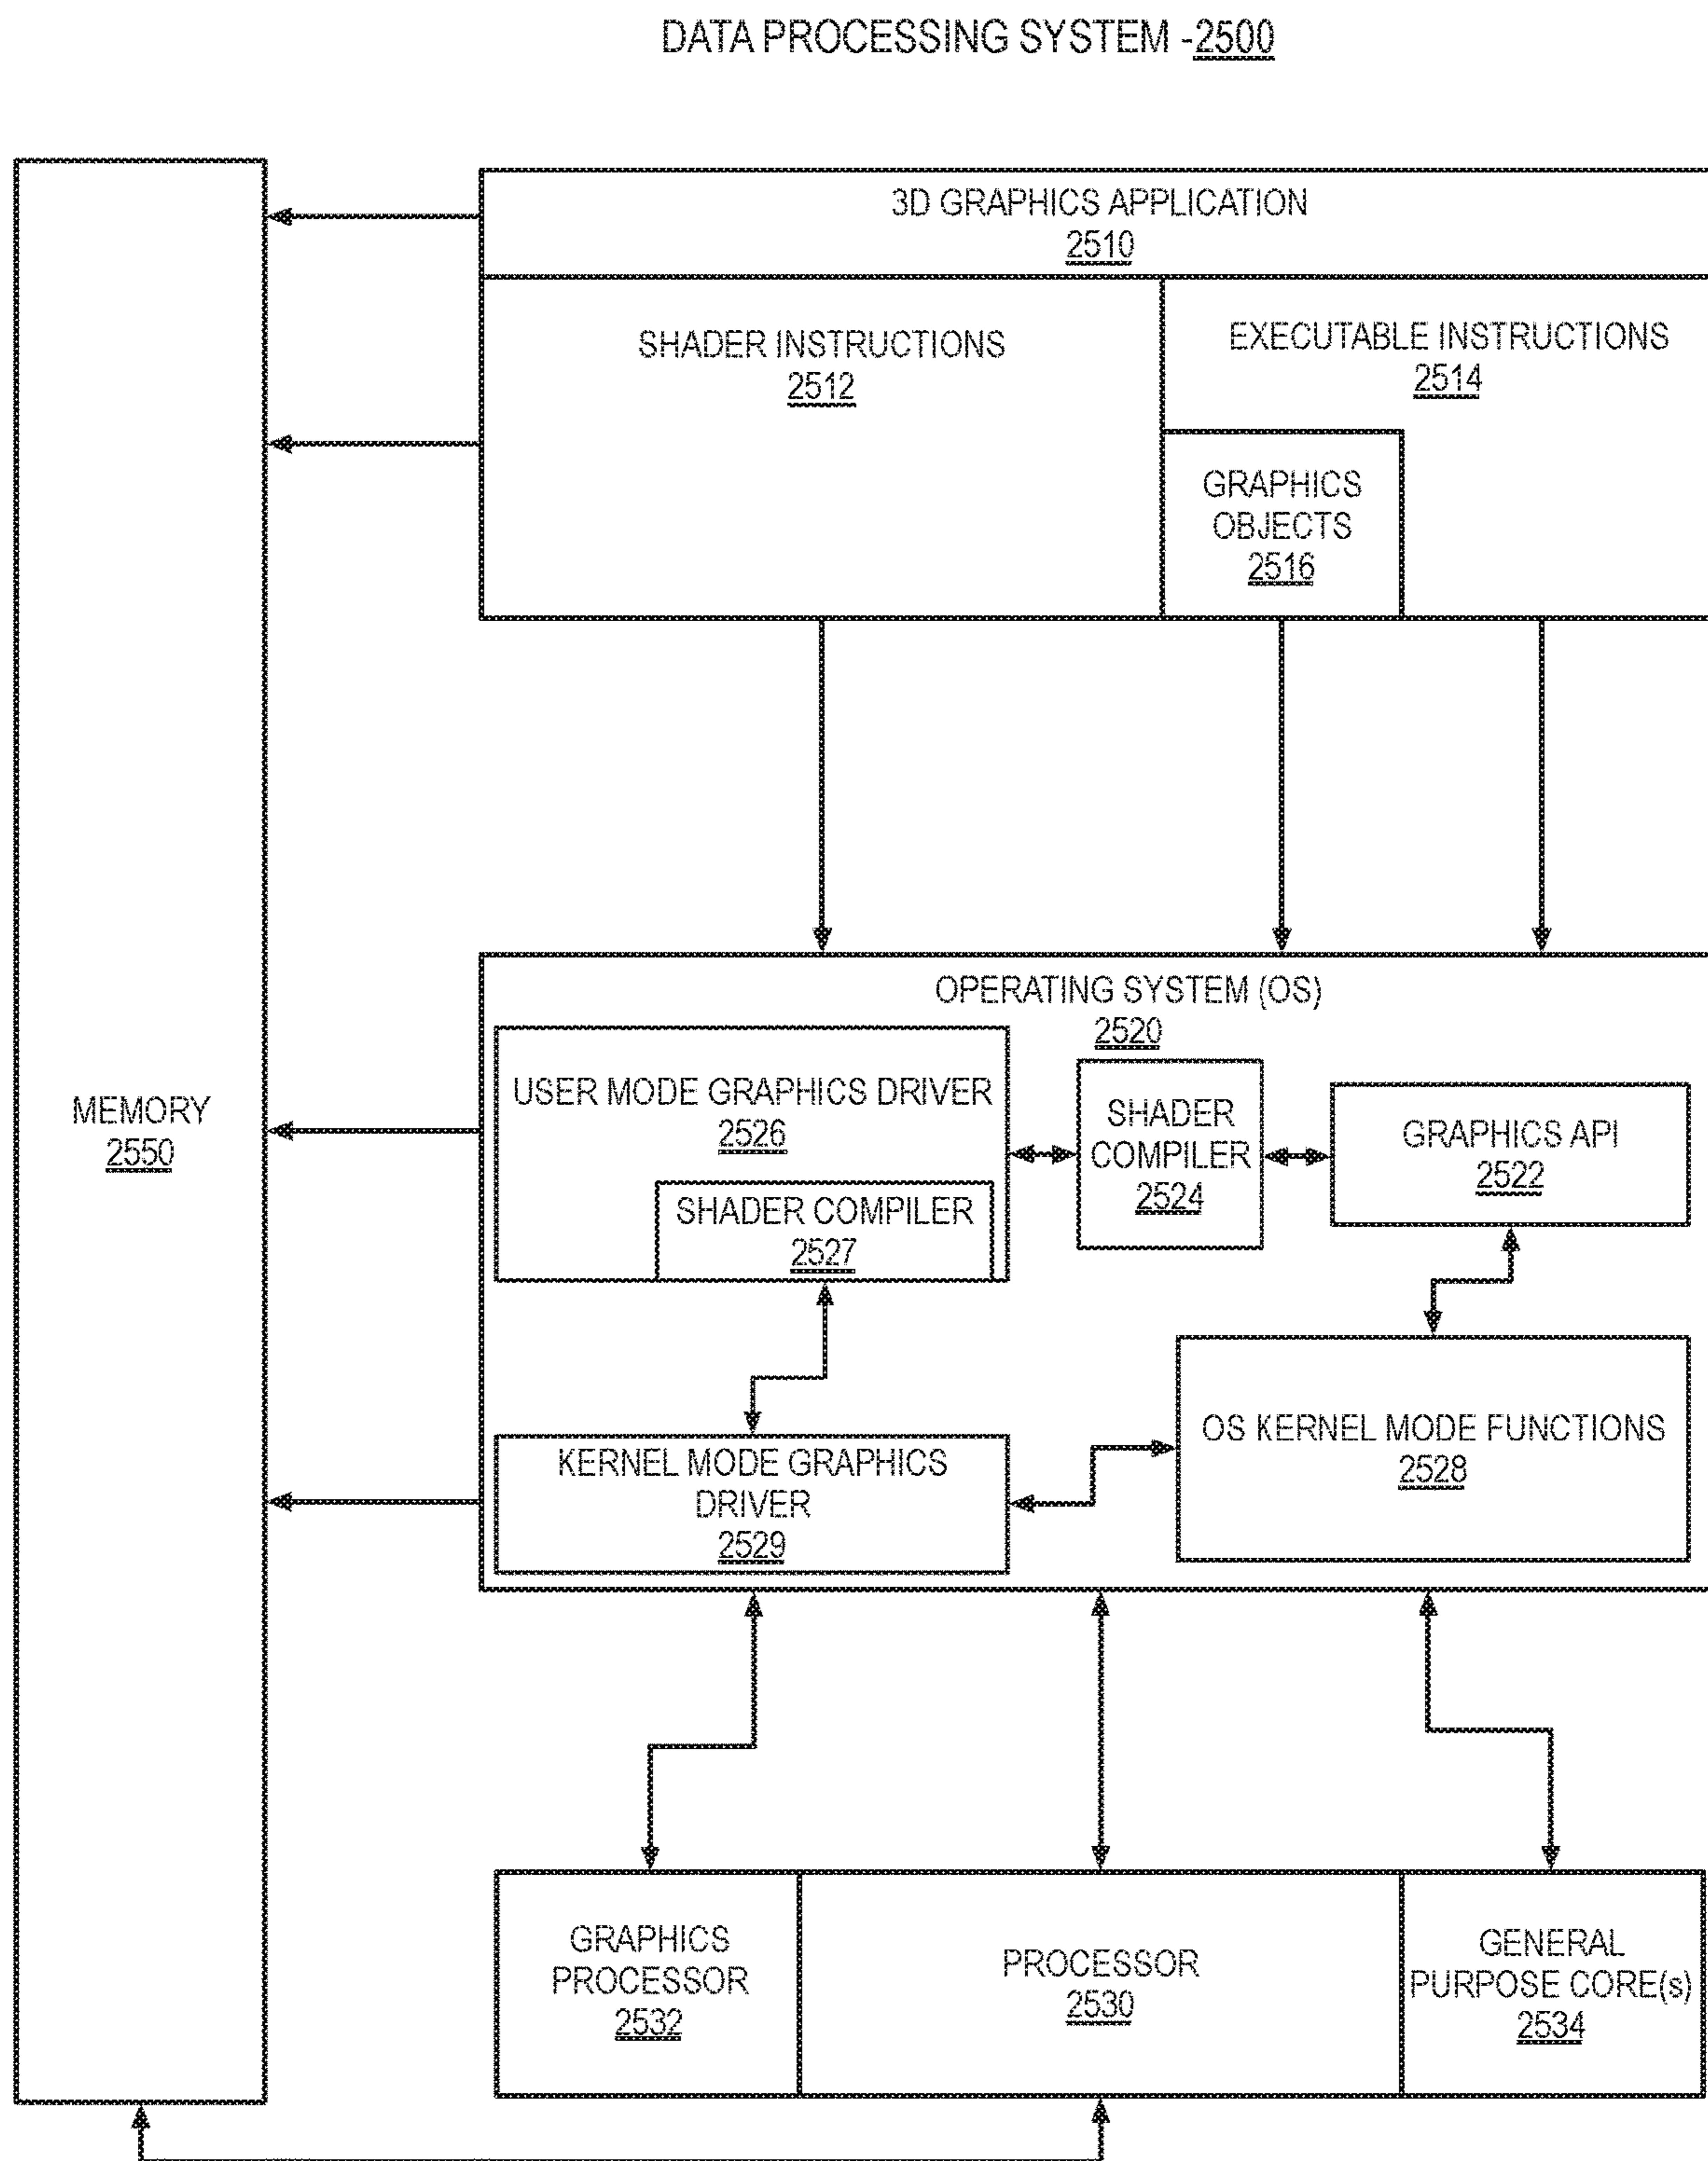 DATA PROCESSING SYSTEM -2500
3D GRAPHICS APPLICATION
2510
SHADER INSTRUCTIONS
2512
EXECUTABLE INSTRUCTIONS
2514
GRAPHICS
OBJECTS
2516
OPERATING SYSTEM (OS)
2520
USER MODE GRAPHICS DRIVER
2526
SHADER COMPILER
2527
SHADER
COMPILER
2524
GRAPHICS API
2522
MEMORY
2550
KERNEL MODE GRAPHICS
DRIVER
2529
OS KERNEL MODE FUNCTIONS
2528
GRAPHICS
PROCESSOR
2532
PROCESSOR
2530
GENERAL
PURPOSE CORE(s)
2534